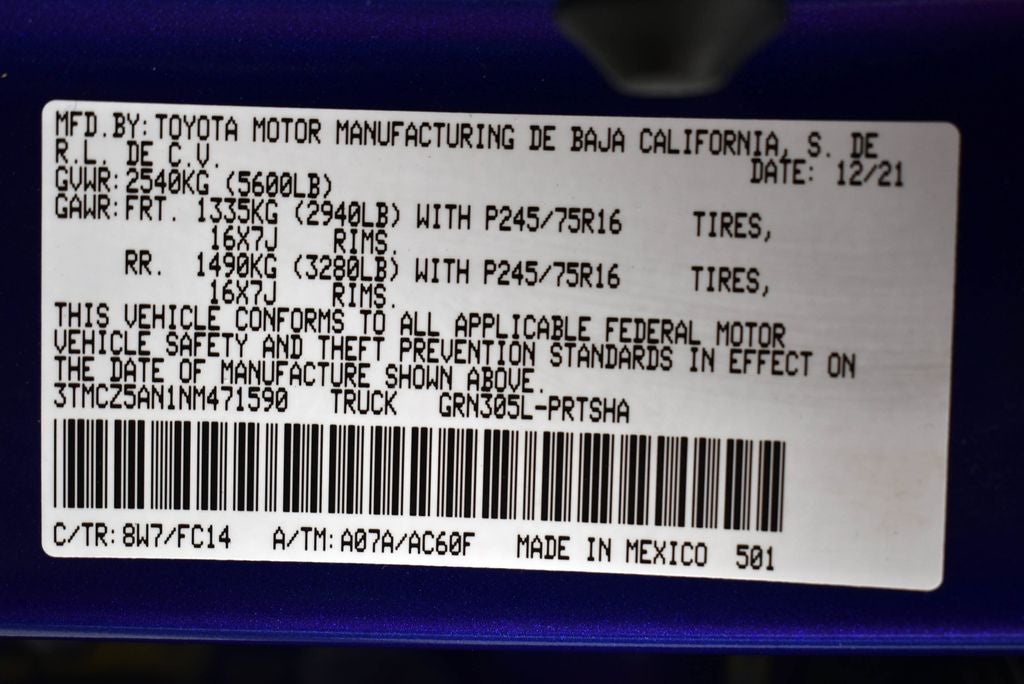 MFD.BY:TOYOTA MOTOR MANUFACTURING DE BAJA CALIFORNIA, S. DE
R.L. DE C.V. DATE: 12/21
GVWR:2540KG (5600LB)
GAWR:FRT. 1335KG (2940LB) WITH P245/75R16 TIRES,
16X7J RIMS.
RR. 1490KG (3280LB) WITH P245/75R16 TIRES,
16X7J RIMS.
THIS VEHICLE CONFORMS TO ALL APPLICABLE FEDERAL MOTOR
VEHICLE SAFETY AND THEFT PREVENTION STANDARDS IN EFFECT ON
THE DATE OF MANUFACTURE SHOWN ABOVE.
3TMCZ5AN1NM471590 TRUCK GRN305L-PRTSHA
C/TR:8W7/FC14 A/TM:A07A/AC60F MADE IN MEXICO 501